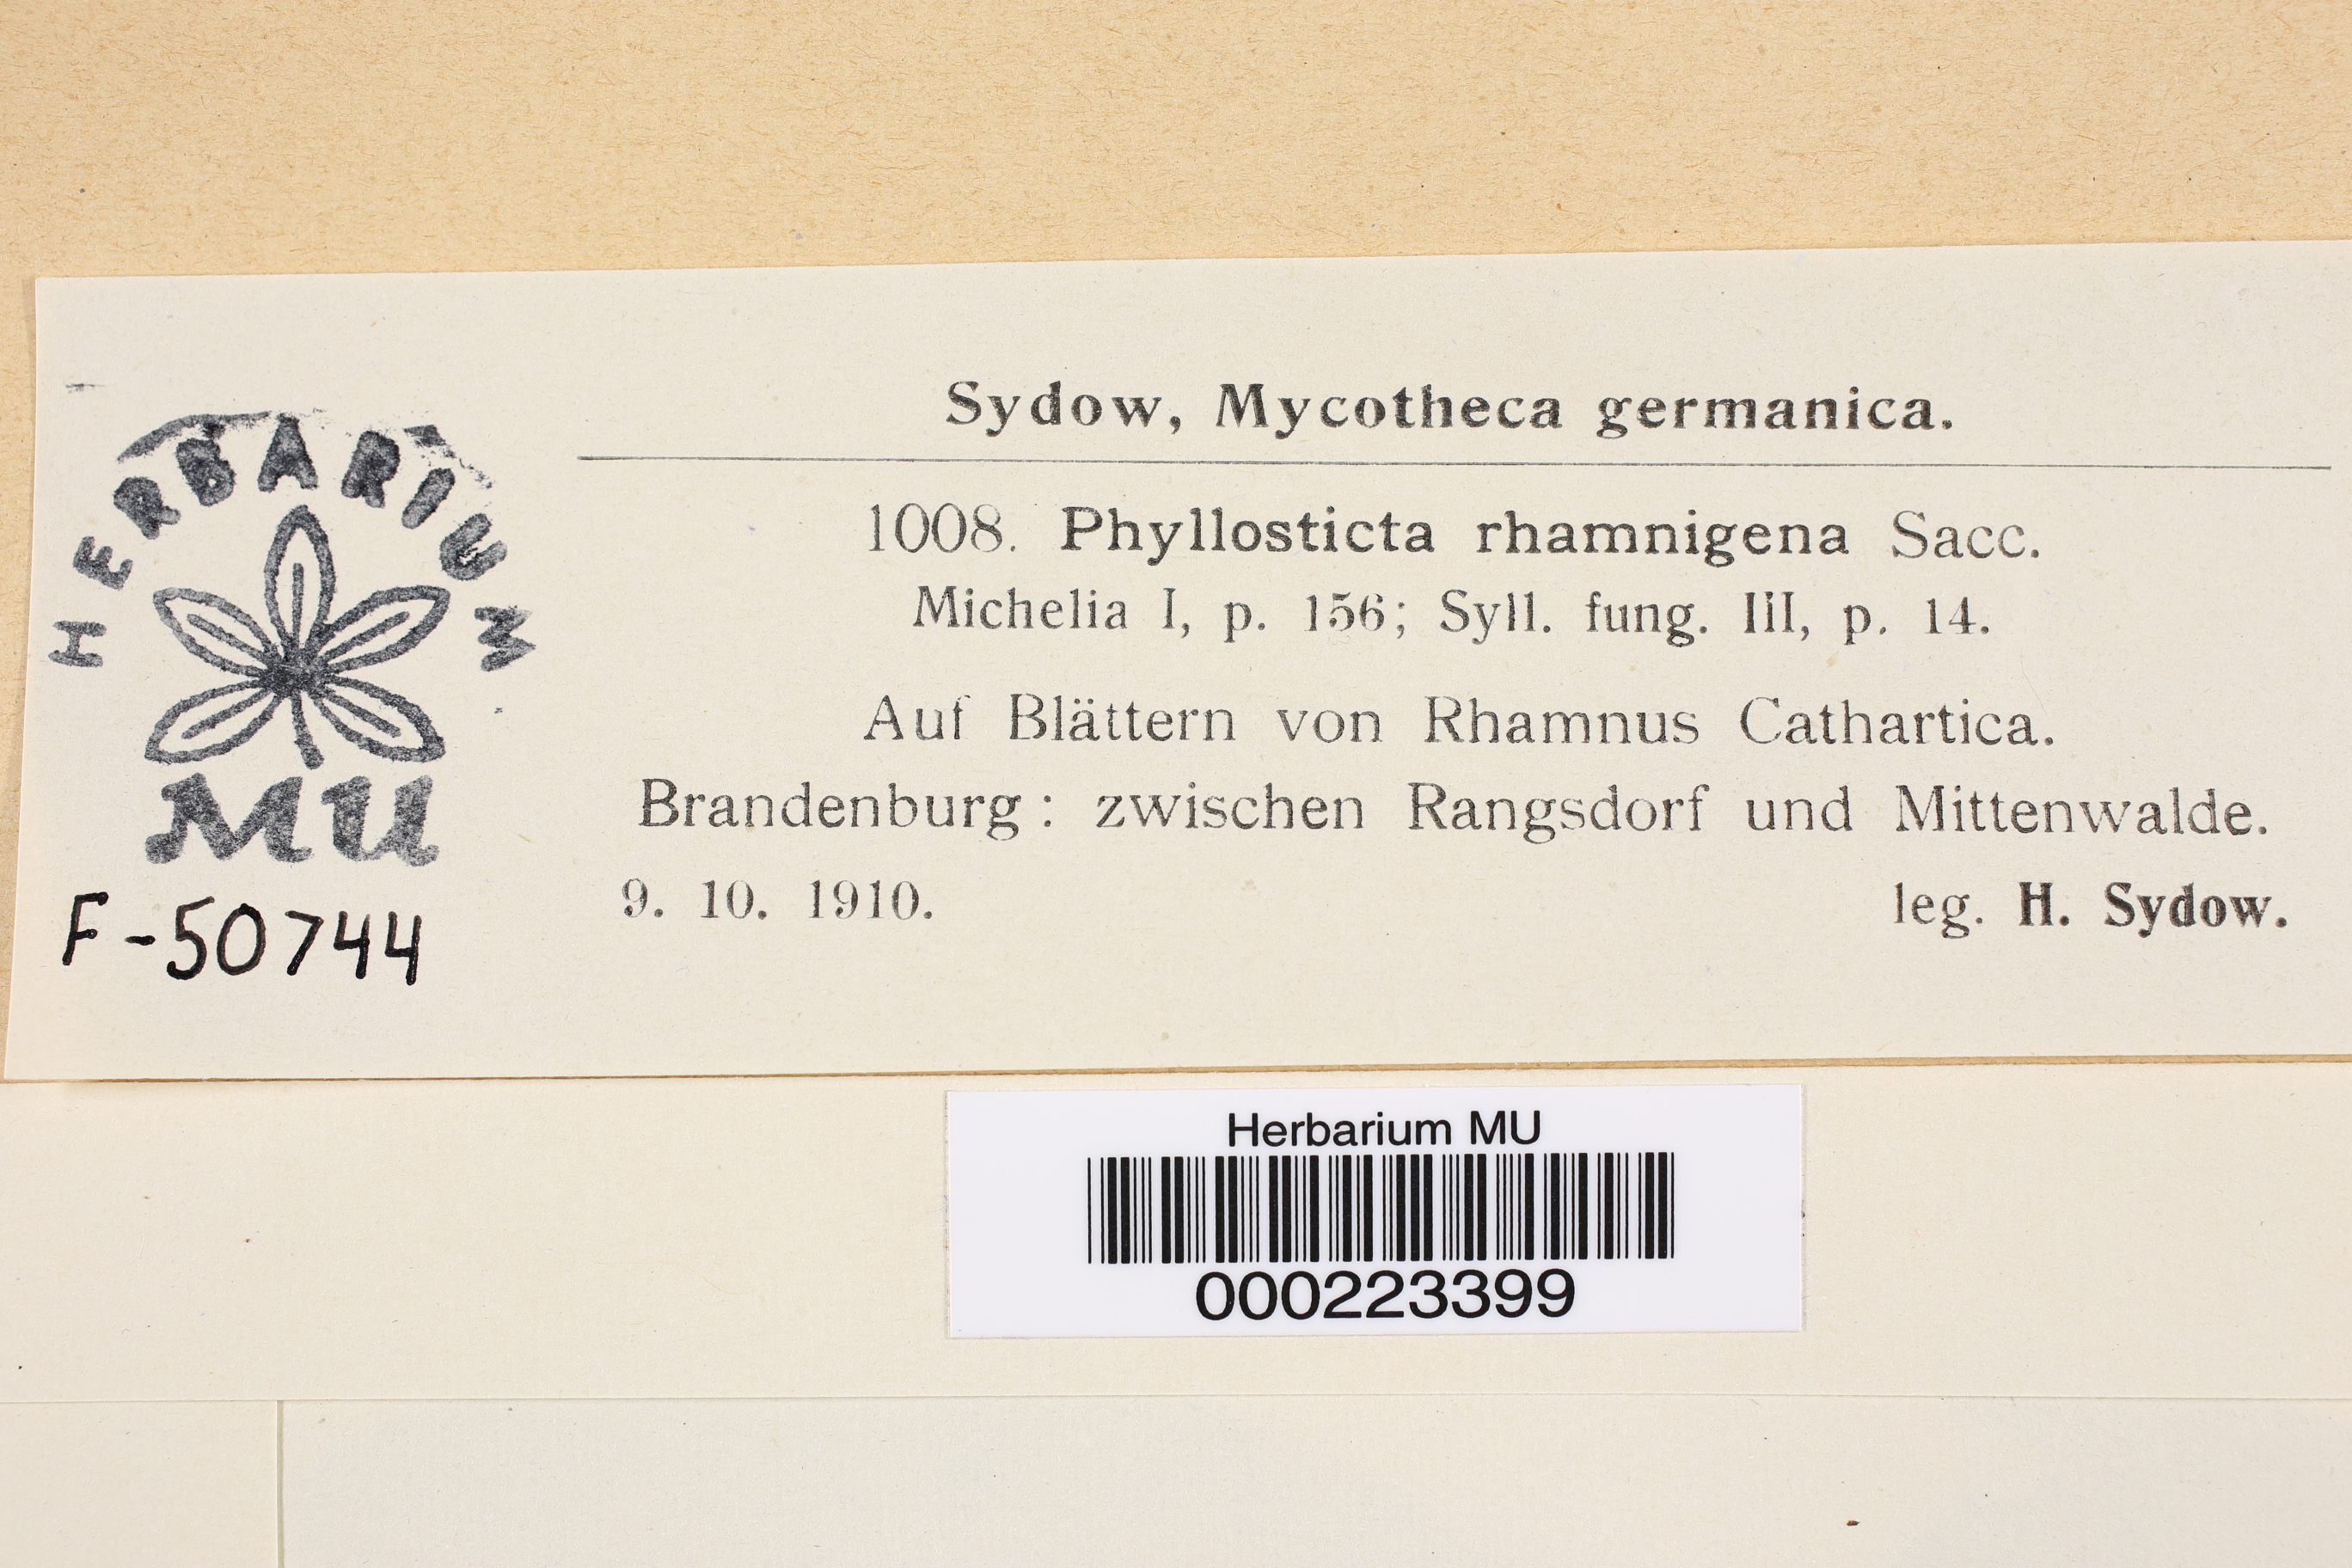 Sydow, Mycotheca germanica.
1008. Phyllosticta rhamnigena Sacc.
Michelia I, p. 156; Syll. fung. III, p. 14.
Auf Blättern von Rhamnus Cathartica.
Brandenburg: zwischen Rangsdorf und Mittenwalde.
9. 10. 1910. leg. H. Sydow.
HERBARIUM
MU
F-50744
Herbarium MU
000223399